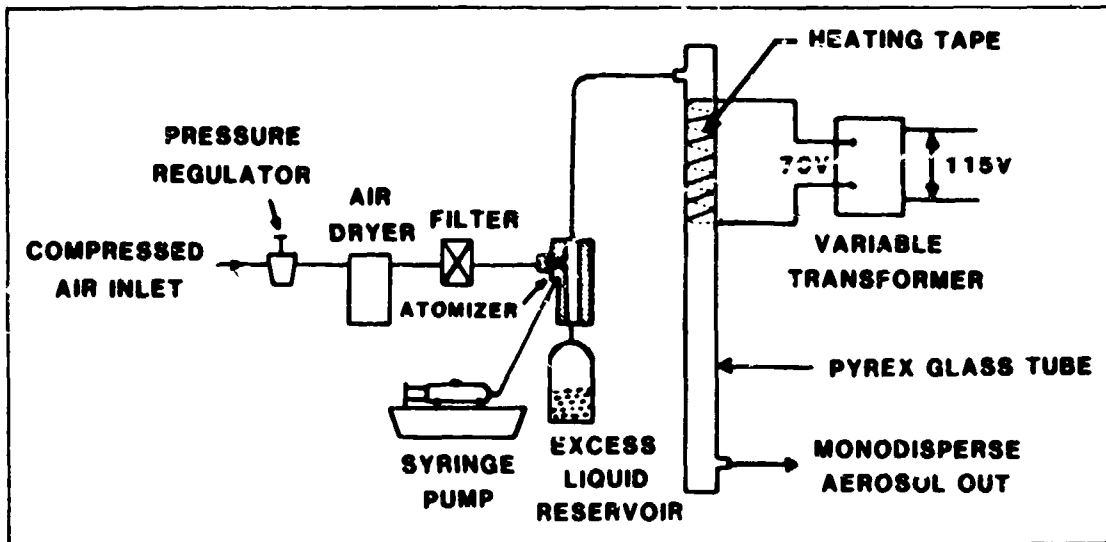 HEATING TAPE
PRESSURE
REGULATOR
AIR
DRYER
FILTER
70V
115V
COMPRESSED
AIR INLET
ATOMIZER
VARIABLE
TRANSFORMER
PYREX GLASS TUBE
SYRINGE
PUMP
EXCESS
LIQUID
RESERVOIR
MONODISPERSE
AEROSOL OUT